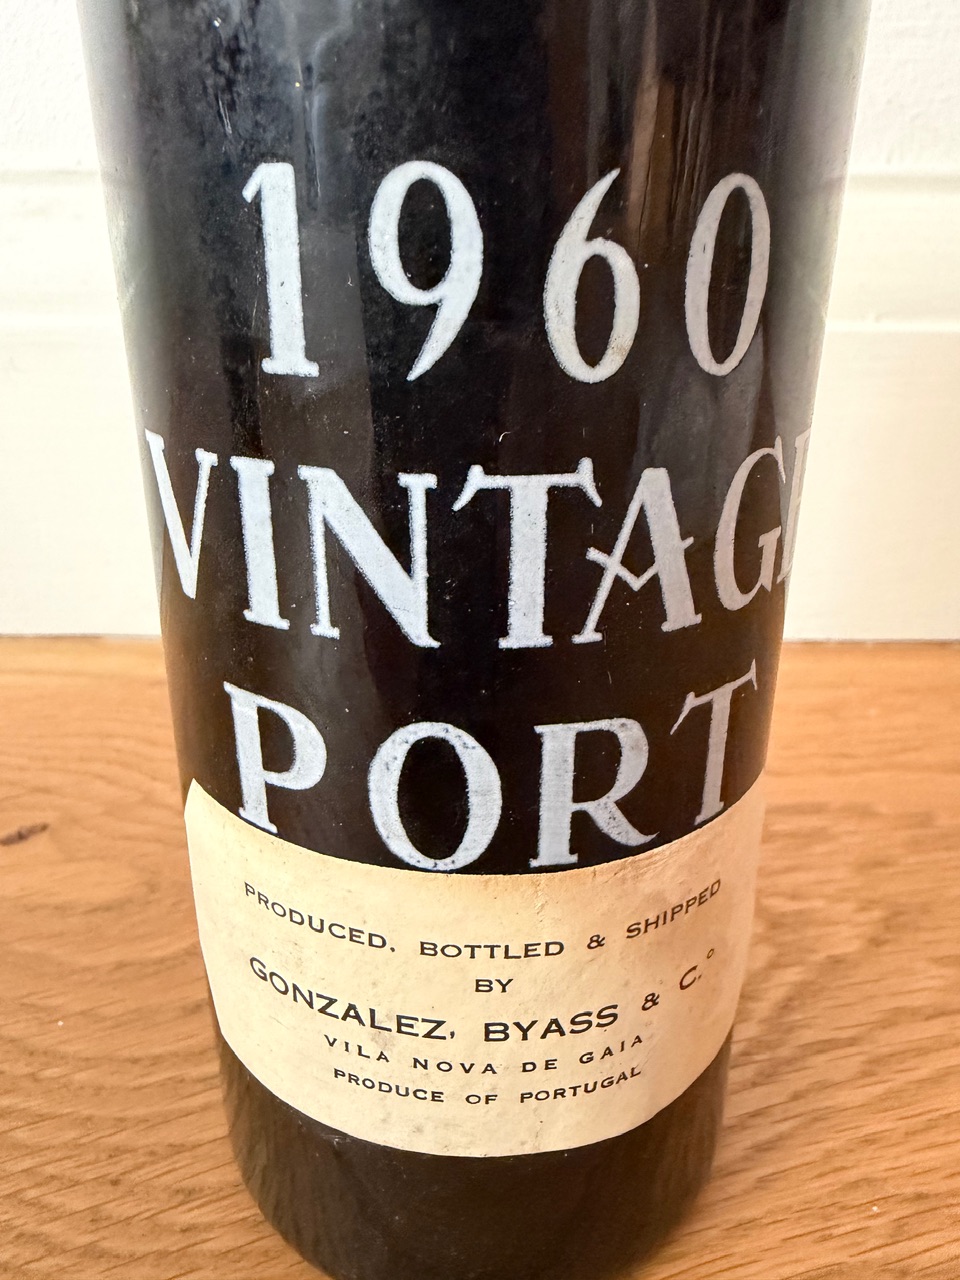 1960
VINTAGE
PORT
PRODUCED, BOTTLED & SHIPPED
BY
GONZALEZ, BYASS & C.º
VILA NOVA DE GAIA
PRODUCE OF PORTUGAL